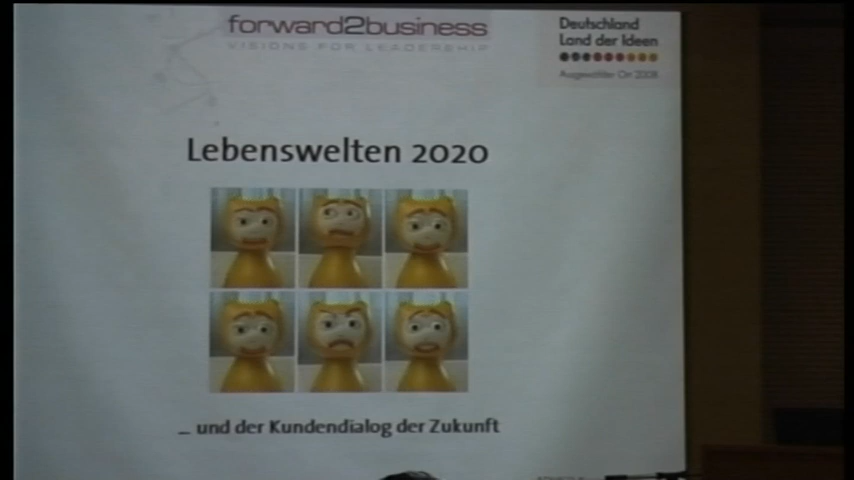 forward2business
VISIONS FOR LEADERSHIP
Deutschland
Land der Ideen
Ausgewählter Ort 2008
Lebenswelten 2020
... und der Kundendialog der Zukunft